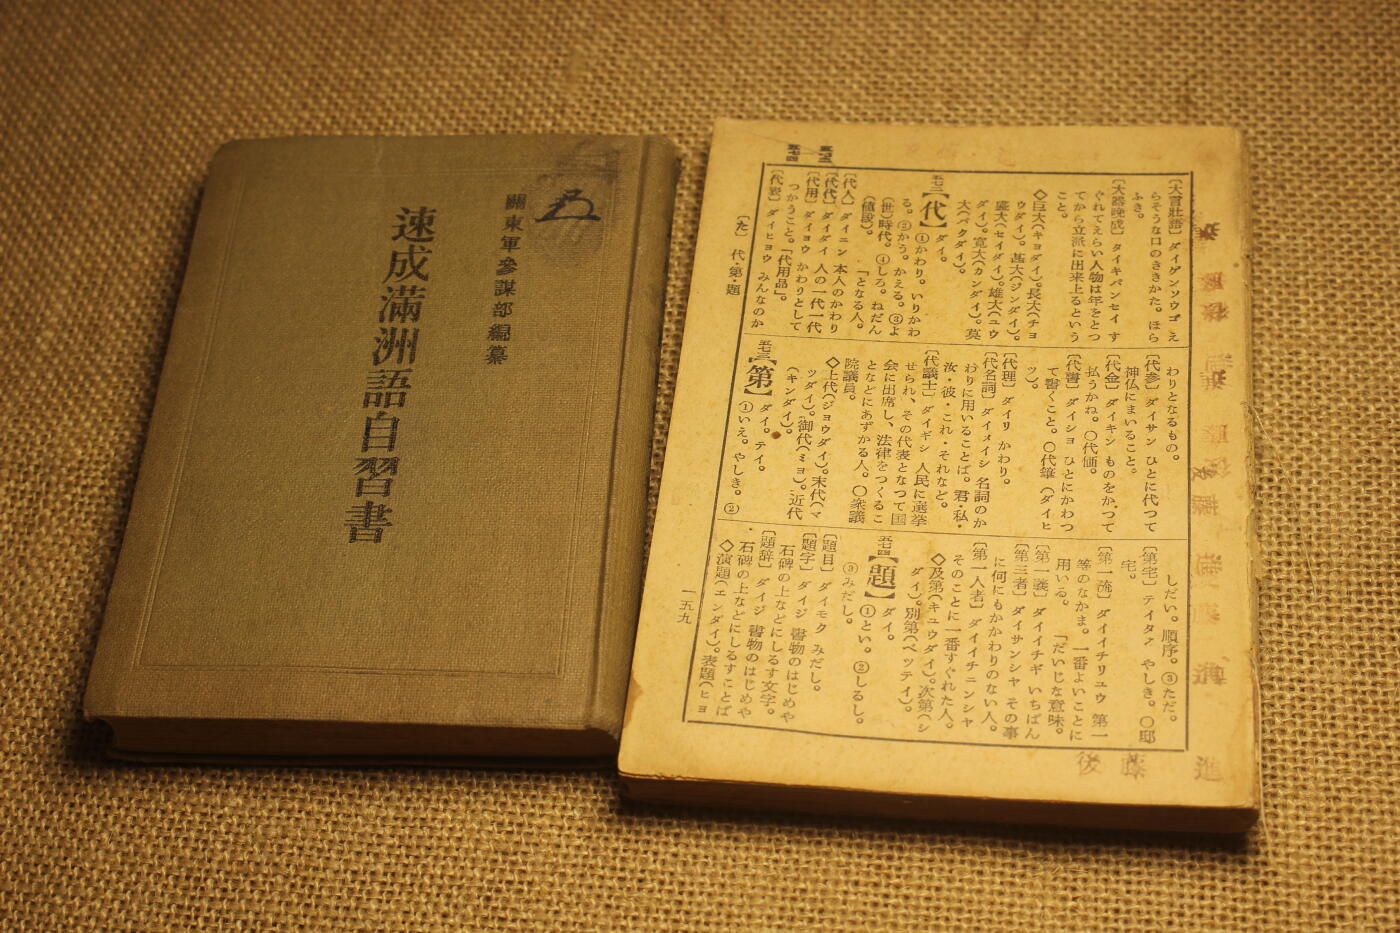 五
關東軍參謀部編纂
速成滿洲語自習書
〔大言壯語〕 ダイゲンソウゴ え
らそうな口のききかた。ほら
ふき。
〔大器晩成〕 タイキバンセイ す
ぐれてえらい人物は年をとつ
てから立派に出来上るという
こと。
◇巨大(キョダイ)。長大(チョ
ウダイ)。甚大(ジンダイ)。
盛大(セイダイ)。雄大(ユウ
ダイ)。寛大(カンダイ)。莫
大(バクダイ)。
五七二
【代】 ダイ。
①かわり。いりかわ
る。②かう。かえる。③よ
(世)時代。④しろ。ねだん
(値段)。
「となる人。
〔代人〕 ダイニン 本人のかわり
〔代代〕 ダイダイ 人の一代一代
〔代用〕 ダイヨウ かわりとして
つかうこと。「代用品」。
〔代表〕 ダイヒョウ みんなのか
わりとなるもの。
〔代参〕 ダイサン ひとに代つて
神仏にまいること。
〔代金〕 ダイキン ものをかつて
払うかね。〇代価。
〔代書〕 ダイショ ひとにかわつ
て書くこと。〇代筆(ダイヒ
ツ)。
〔代理〕 ダイリ かわり。
〔代名詞〕 ダイメイシ 名詞のか
わりに用いることば。君・私・
汝・彼・これ・それなど。
〔代議士〕 ダイギシ 人民に選挙
せられ、その代表となつて国
会に出席し、法律をつくるこ
となどにあずかる人。〇衆議
院議員。
◇上代(ジョウダイ)。末代(マ
ツダイ)。御代(ミヨ)。近代
(キンダイ)。
五七三
【第】 ダイ。テイ。
①いえ。やしき。②
しだい。順序。③ただ。
〔第宅〕 テイタク やしき。〇邸
宅。
〔第一流〕 ダイイチリュウ 第一
等のなかま。一番よいことに
用いる。 「だいじな意味。
〔第一義〕 ダイイチギ いちばん
〔第三者〕 ダイサンシャ その事
に何にもかかわりのない人。
〔第一人者〕 ダイイチニンシャ
そのことに一番すぐれた人。
◇及第(キュウダイ)。次第(シ
ダイ)。別第(ベッテイ)。
五七四
【題】 ダイ。
①とい。②しるし。
③みだし。
〔題目〕 ダイモク みだし。
〔題字〕 ダイジ 書物のはじめや
石碑の上などにしるす文字。
〔題辞〕 ダイジ 書物のはじめや
石碑の上などにしるすことば
◇演題(エンダイ)。表題(ヒョ
〔た〕 代・第・題
一五九
後藤 進